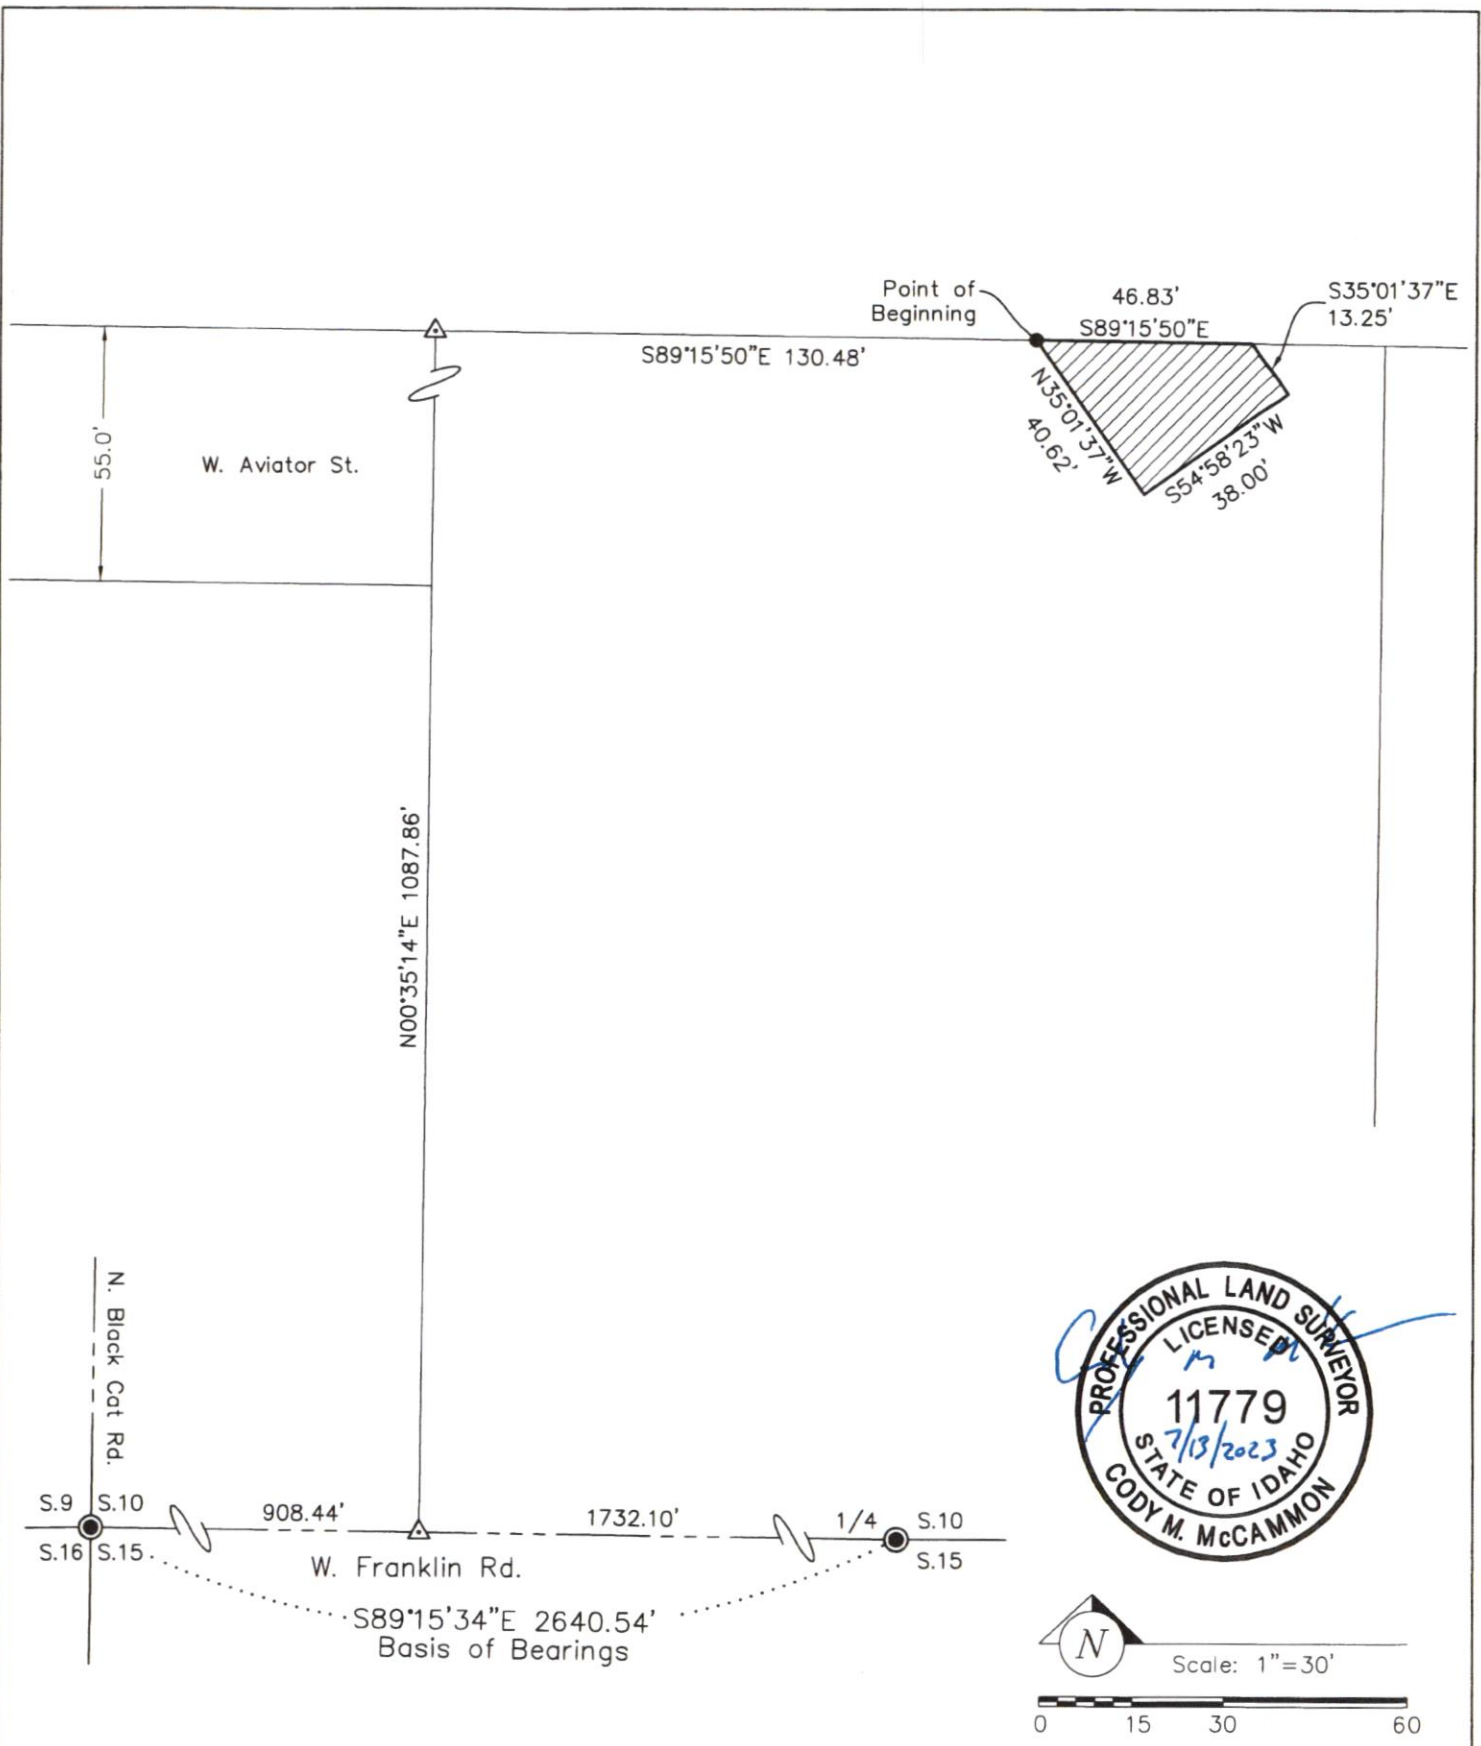 Point of
Beginning
46.83'
S89°15'50"E
S35°01'37"E
13.25'
S89°15'50"E 130.48'
N35°01'37"W
40.62'
S54°58'23"W
38.00'
55.0'
W. Aviator St.
N00°35'14"E 1087.86'
N. Black Cat Rd.
S.9
S.10
S.16
S.15
908.44'
1732.10'
1/4
S.10
S.15
W. Franklin Rd.
S89°15'34"E 2640.54'
Basis of Bearings
PROFESSIONAL LAND SURVEYOR
LICENSED
11779
7/13/2023
STATE OF IDAHO
CODY M. McCAMMON
N
Scale: 1"=30'
0 15 30 60